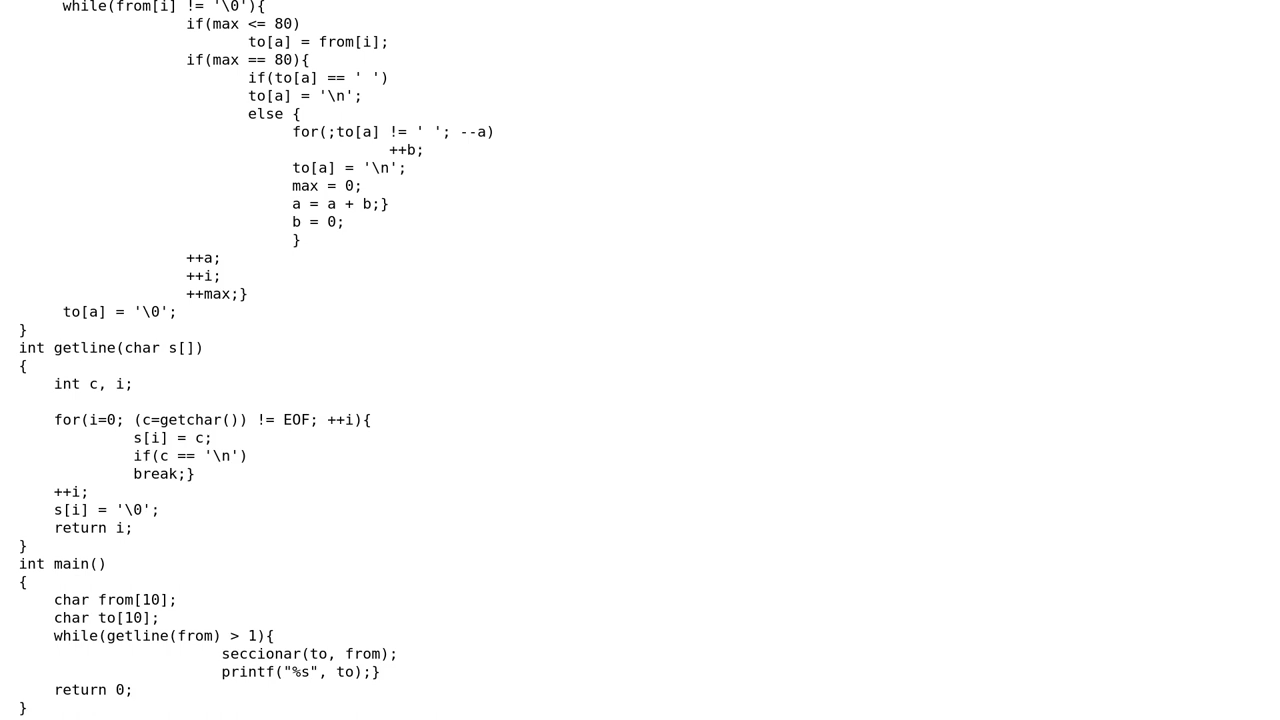 while(from[i] != '\0'){
if(max <= 80)
to[a] = from[i];
if(max == 80){
if(to[a] == ' ')
to[a] = '\n';
else {
for(;to[a] != ' '; --a)
++b;
to[a] = '\n';
max = 0;
a = a + b;}
b = 0;
}
++a;
++i;
++max;}
to[a] = '\0';
}
int getline(char s[])
{
int c, i;
for(i=0; (c=getchar()) != EOF; ++i){
s[i] = c;
if(c == '\n')
break;}
++i;
s[i] = '\0';
return i;
}
int main()
{
char from[10];
char to[10];
while(getline(from) > 1){
seccionar(to, from);
printf("%s", to);}
return 0;
}